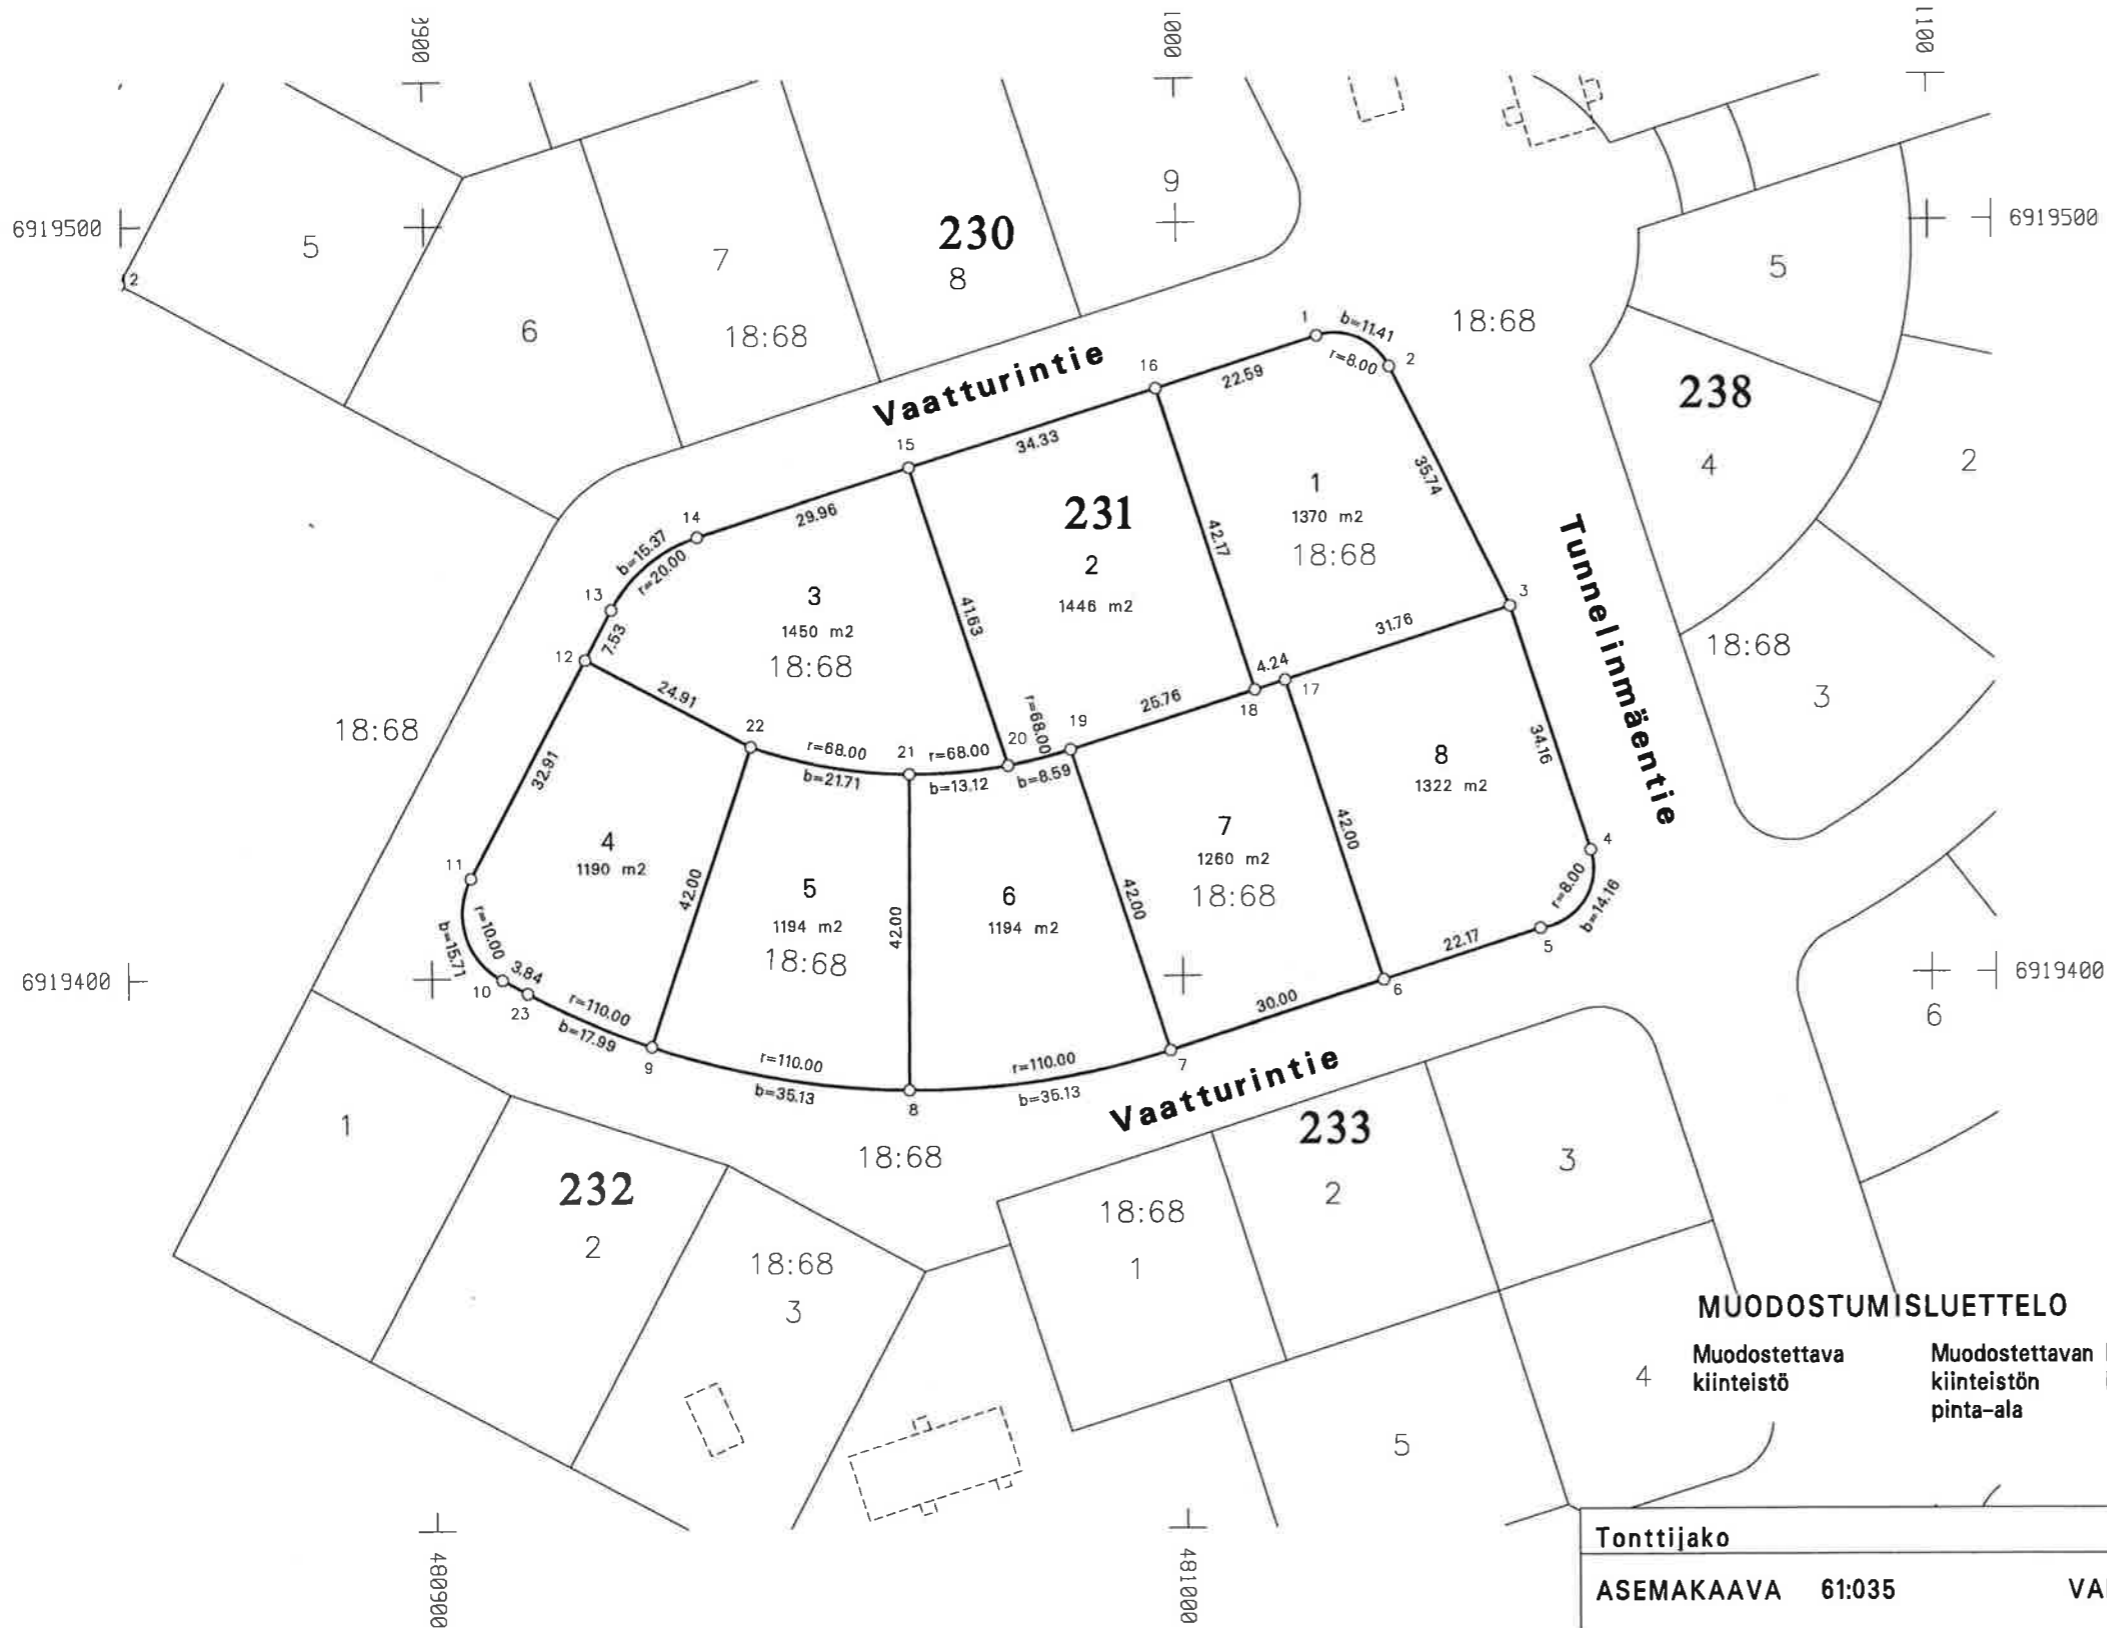 0001
0011
9
6919500
5
230
8
7
6919500
5
2
6
18:68
18:68
1
b=11.41
r=8.00
2
Vaatturintie
16
22.59
238
4
2
15
34.33
35.74
1
1370 m2
18:68
231
2
1446 m2
42.17
14
29.96
b=15.37
r=20.00
13
7.53
12
3
1450 m2
18:68
41.63
3
Tunnelinmäentie
18:68
3
31.76
4.24
17
18
25.76
19
r=68.00
20
b=8.59
24.91
22
r=68.00
b=21.71
21
r=68.00
b=13.12
18:68
32.91
34.16
8
1322 m2
7
1260 m2
18:68
42.00
4
1190 m2
42.00
5
1194 m2
18:68
42.00
6
1194 m2
42.00
4
r=8.00
b=14.16
5
22.17
6
11
r=10.00
b=15.71
10
3.84
23
r=110.00
b=17.99
9
r=110.00
b=35.13
8
r=110.00
b=35.13
7
30.00
6919400
6919400
6
Vaatturintie
1
232
2
18:68
18:68
3
18:68
1
233
2
3
4
5
MUODOSTUMISLUETTELO
Muodostettava
kiinteistö
Muodostettavan
kiinteistön
pinta-ala
4809000
4810000
Tonttijako
ASEMAKAAVA 61:035